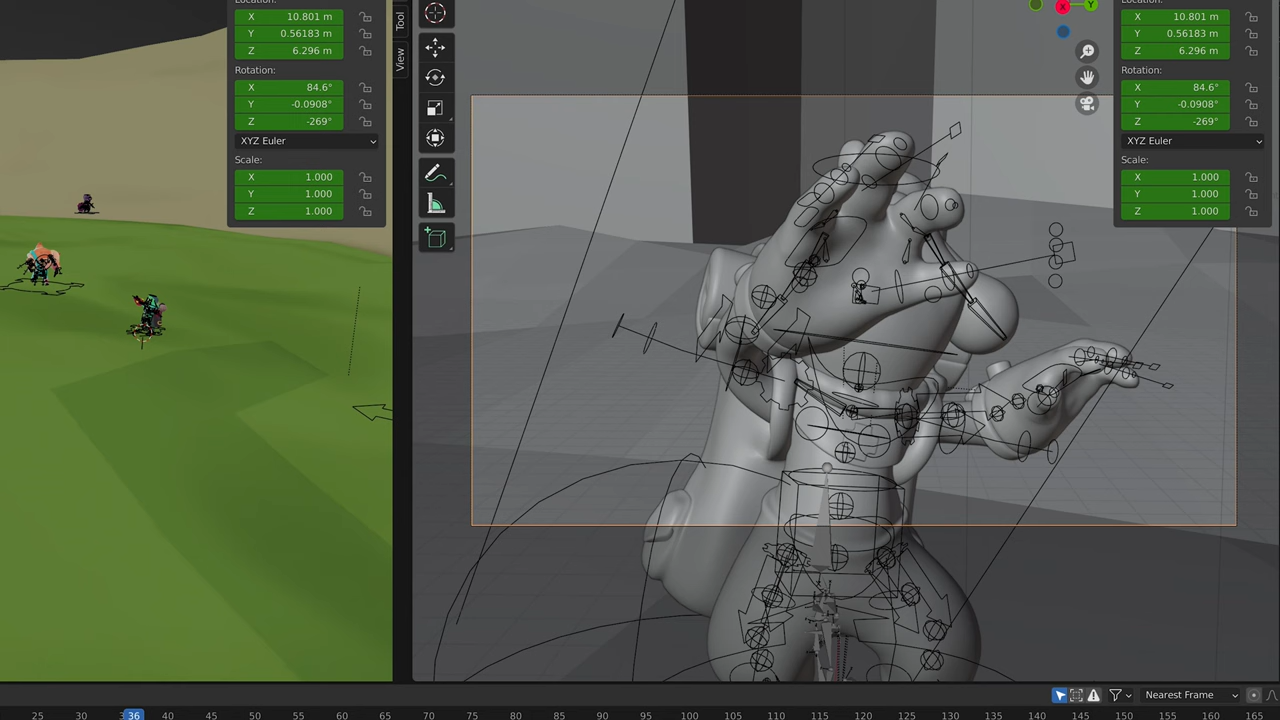 Location:
X 10.801 m
Y 0.56183 m
Z 6.296 m
Rotation:
X 84.6°
Y -0.0908°
Z -269°
XYZ Euler
Scale:
X 1.000
Y 1.000
Z 1.000
Tool
View
X Y
Location:
X 10.801 m
Y 0.56183 m
Z 6.296 m
Rotation:
X 84.6°
Y -0.0908°
Z -269°
XYZ Euler
Scale:
X 1.000
Y 1.000
Z 1.000
Nearest Frame
25 30 36 40 45 50 55 60 65 70 75 80 85 90 95 100 105 110 115 120 125 130 135 140 145 150 155 160 165